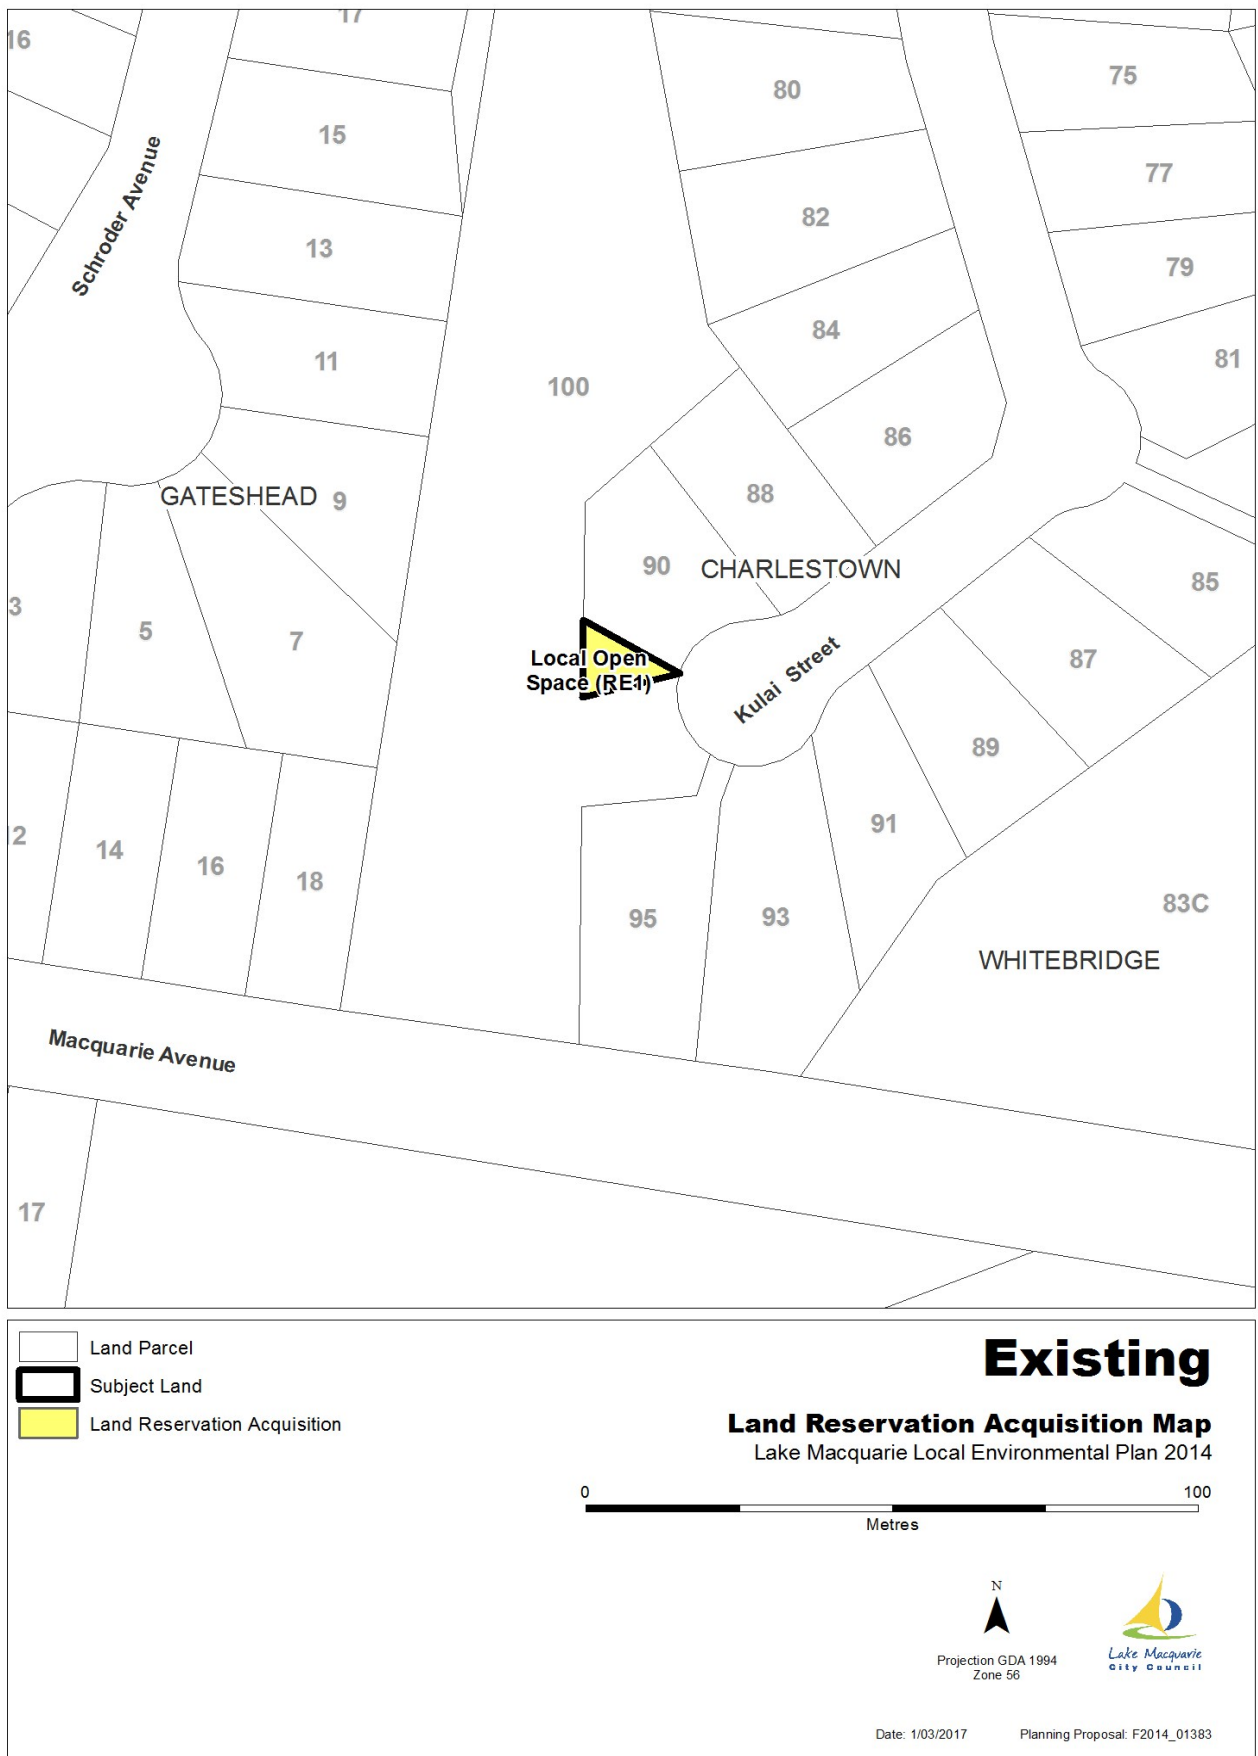 17
16
80
75
15
Schroder Avenue
77
82
13
79
84
11
81
100
86
88
GATESHEAD
9
90
CHARLESTOWN
85
3
5
7
Local Open
Space (RE1)
87
Kulai Street
89
12
14
16
18
91
95
93
83C
WHITEBRIDGE
Macquarie Avenue
17
Land Parcel
Subject Land
Land Reservation Acquisition
Existing
Land Reservation Acquisition Map
Lake Macquarie Local Environmental Plan 2014
0
100
Metres
N
Projection GDA 1994
Zone 56
Lake Macquarie
City Council
Date: 1/03/2017
Planning Proposal: F2014_01383